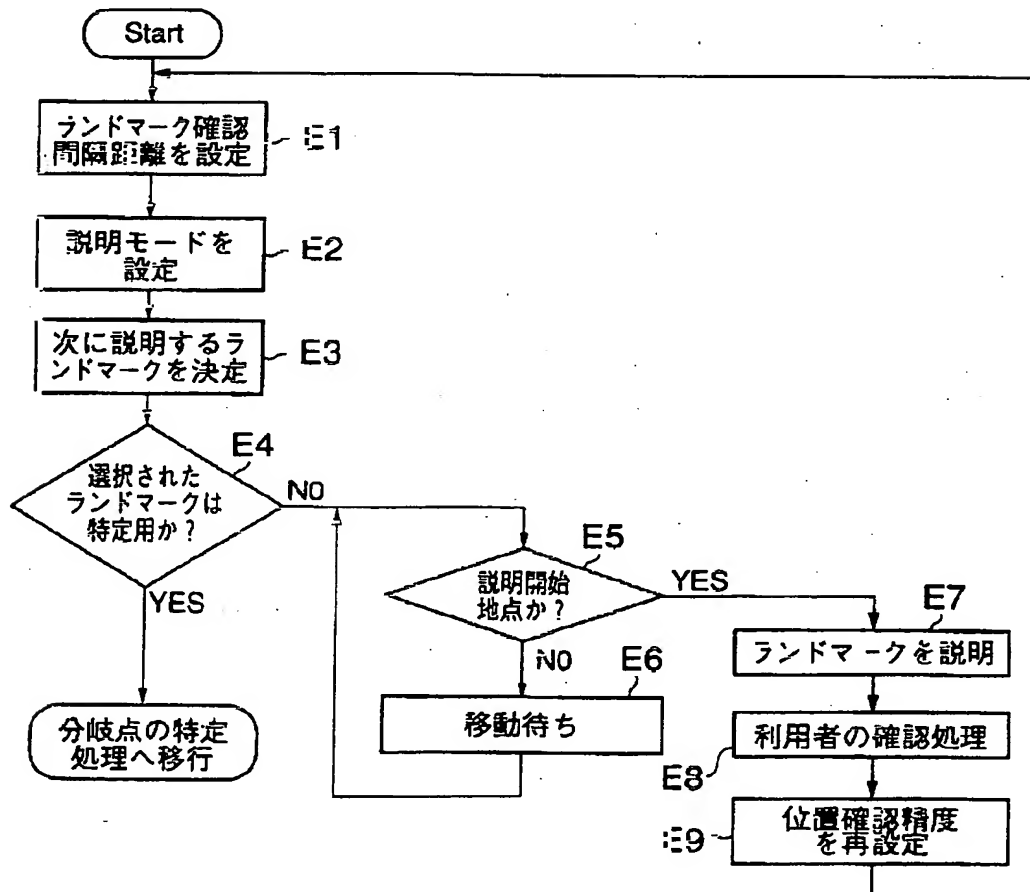 Start
ランドマーク確認
間隔距離を設定
E1
説明モードを
設定
E2
次に説明するラ
ンドマークを決定
E3
E4
選択された
ランドマークは
特定用か？
NO
YES
分岐点の特定
処理へ移行
E5
説明開始
地点か？
YES
NO
E6
移動待ち
E7
ランドマークを説明
利用者の確認処理
E8
位置確認精度
を再設定
E9